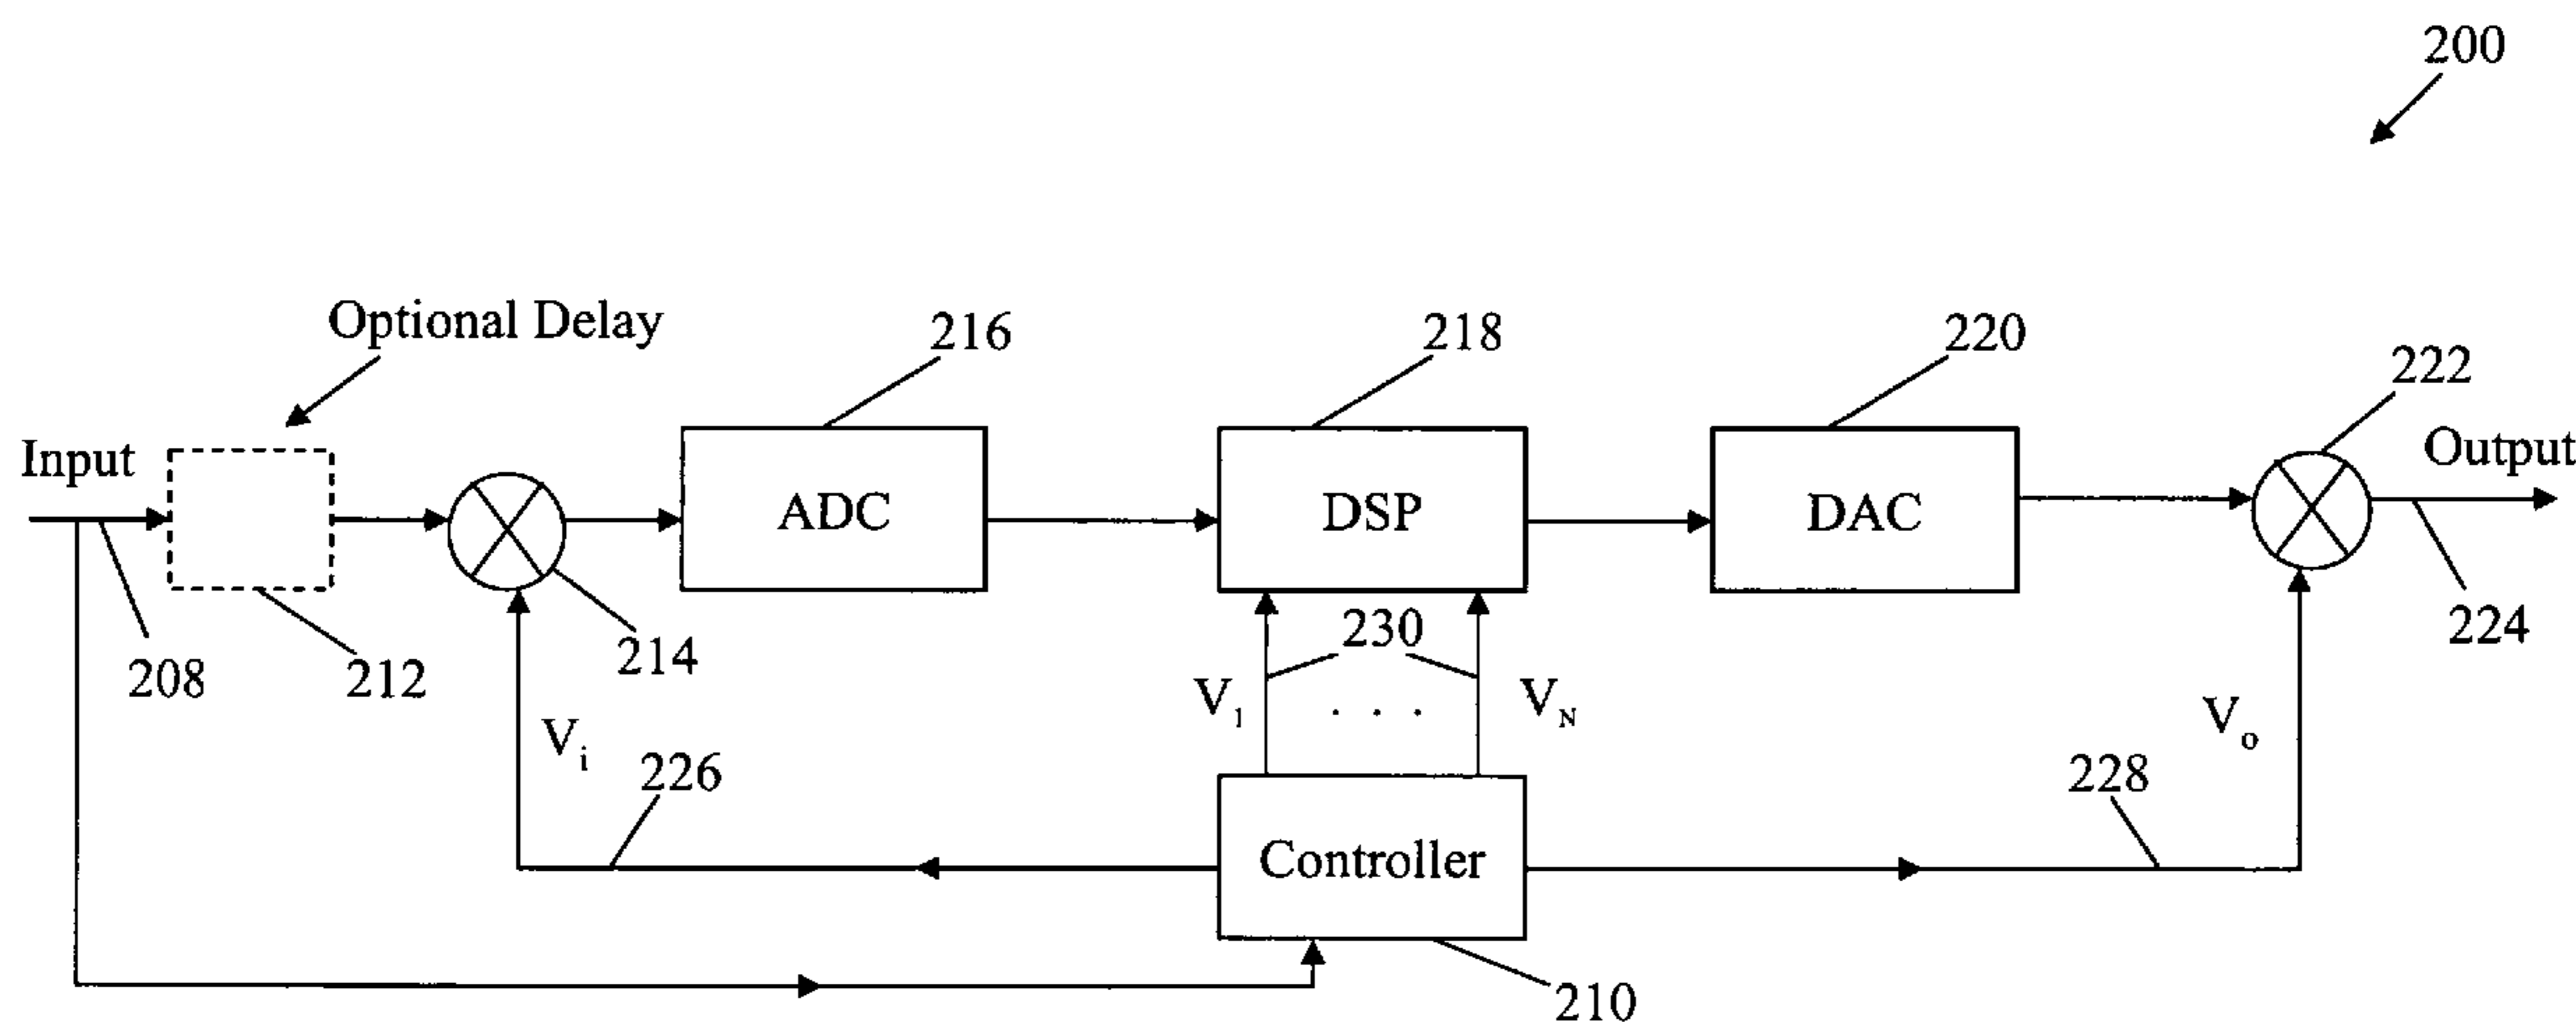 200
Optional Delay
216
218
220
222
Input
Output
ADC
DSP
DAC
208
212
214
230
224
V1
. . .
VN
Vi
Vo
226
228
Controller
210